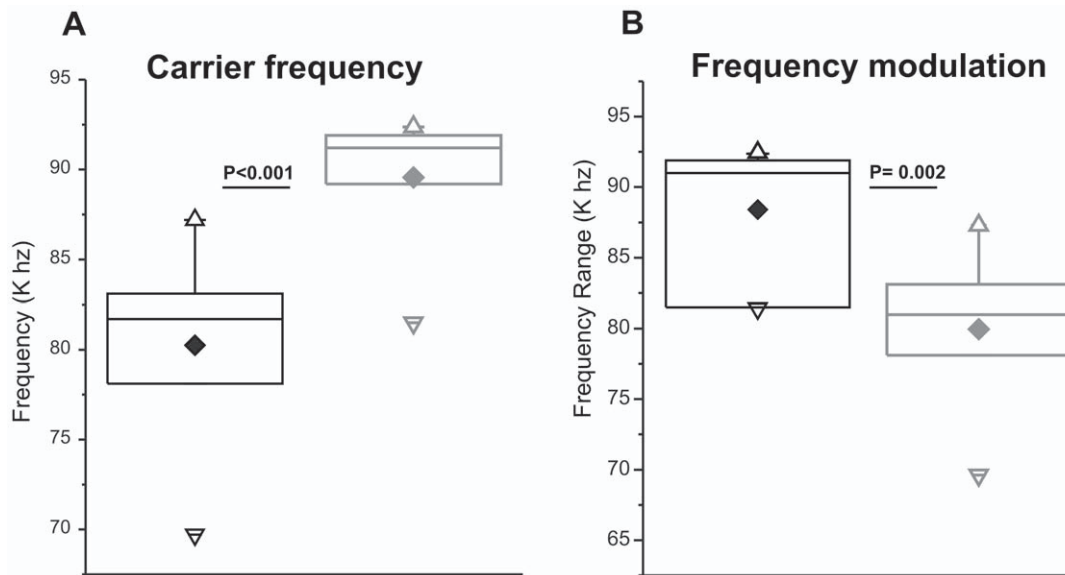 A
Carrier frequency
95
90
85
80
75
70
Frequency (K hz)
P<0.001
B
Frequency modulation
95
90
85
80
75
70
65
Frequency Range (K hz)
P= 0.002